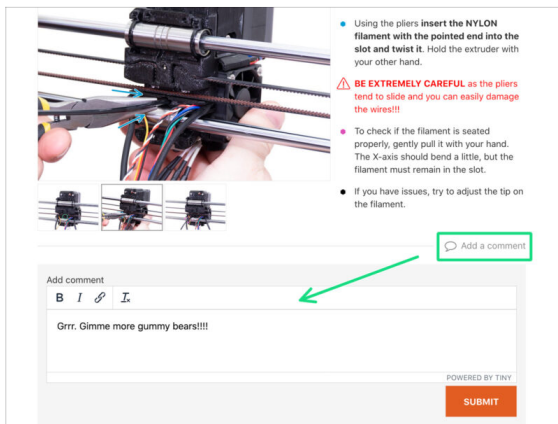 Using the pliers insert the NYLON
filament with the pointed end into the
slot and twist it. Hold the extruder with
your other hand.
BE EXTREMELY CAREFUL as the pliers
tend to slide and you can easily damage
the wires!!!
To check if the filament is seated
properly, gently pull it with your hand.
The X-axis should bend a little, but the
filament must remain in the slot.
If you have issues, try to adjust the tip on
the filament.
Add a comment
Add comment
B I
Grrr. Gimme more gummy bears!!!!
POWERED BY TINY
SUBMIT